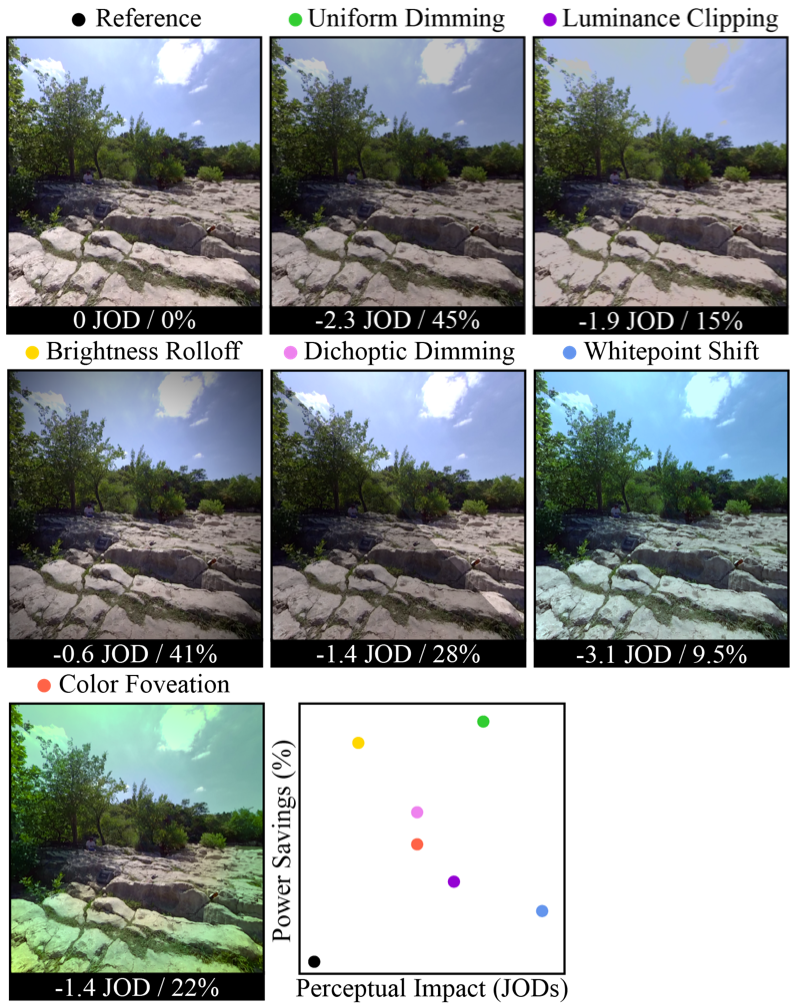 Reference
Uniform Dimming
Luminance Clipping
0 JOD / 0%
-2.3 JOD / 45%
-1.9 JOD / 15%
Brightness Rolloff
Dichoptic Dimming
Whitepoint Shift
-0.6 JOD / 41%
-1.4 JOD / 28%
-3.1 JOD / 9.5%
Color Foveation
-1.4 JOD / 22%
Power Savings (%)
Perceptual Impact (JODs)